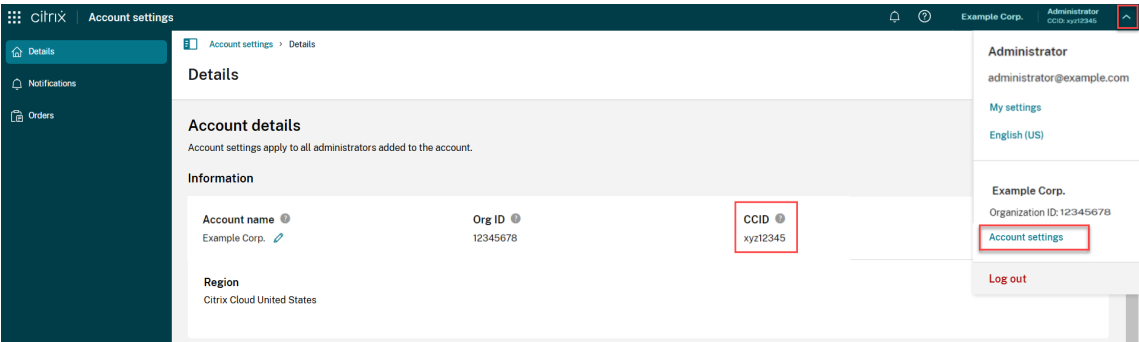 citrix Account settings
Example Corp.
Administrator
CCID: xyz12345
Details
Notifications
Orders
Account settings > Details
Details
Account details
Account settings apply to all administrators added to the account.
Information
Account name
Example Corp.
Org ID
12345678
CCID
xyz12345
Region
Citrix Cloud United States
Administrator
administrator@example.com
My settings
English (US)
Example Corp.
Organization ID: 12345678
Account settings
Log out